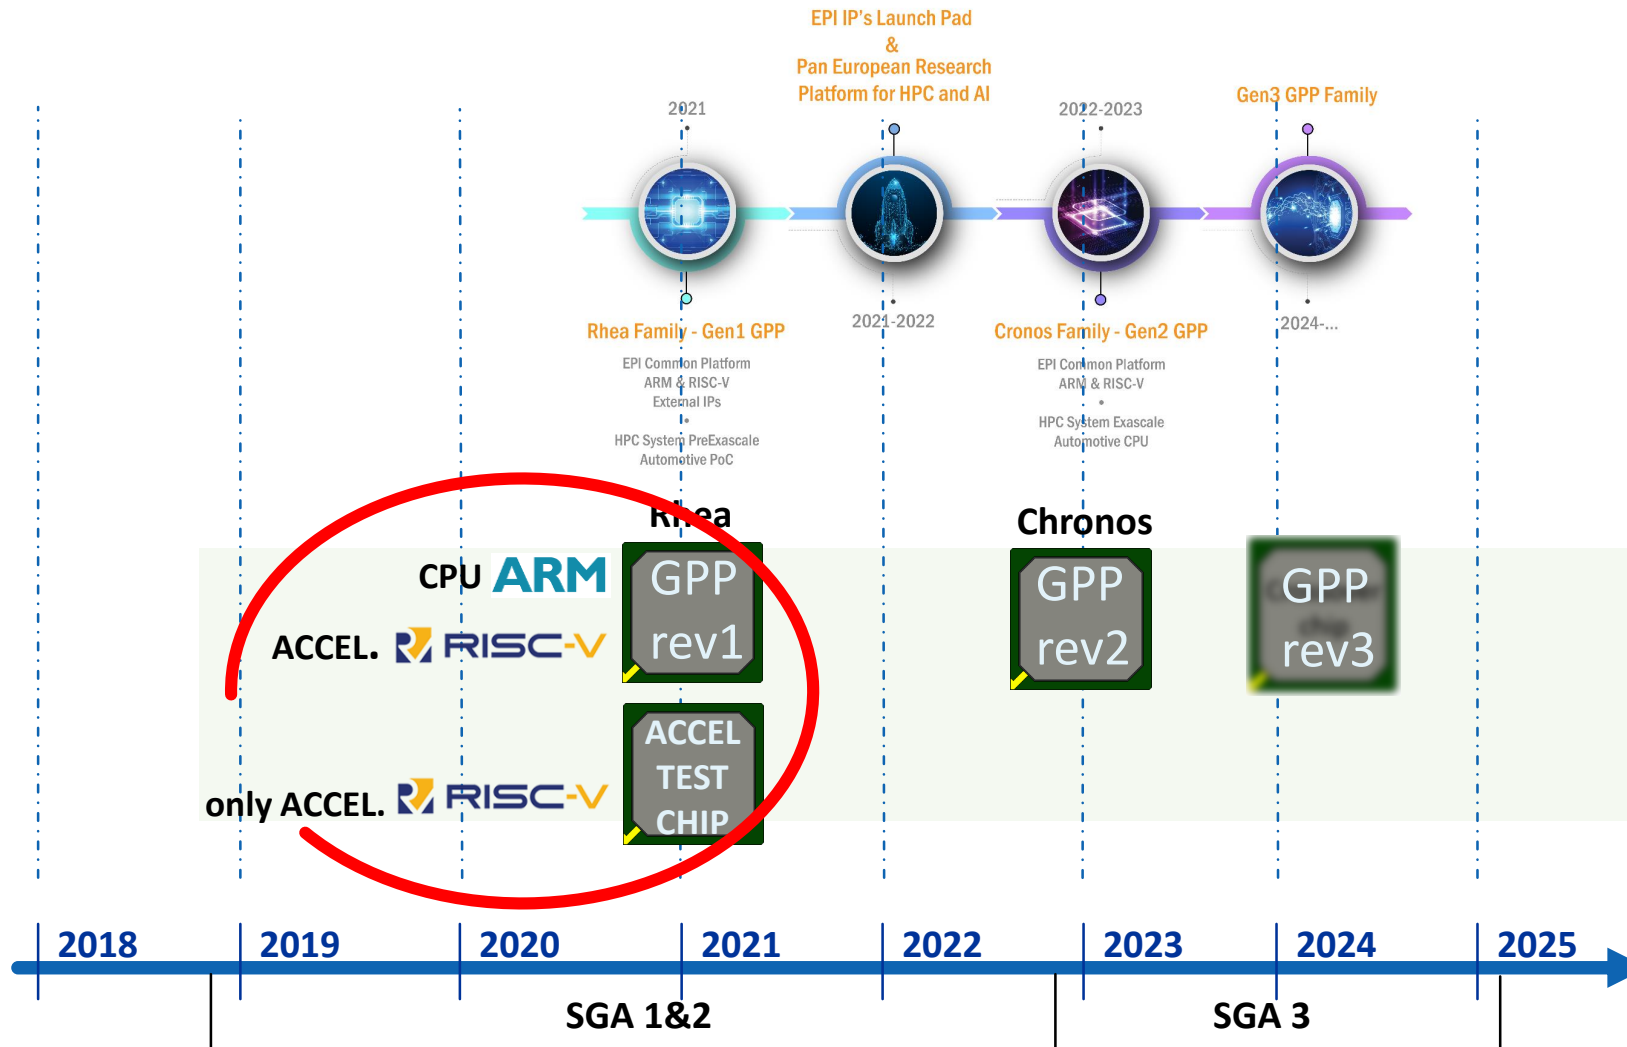 EPI IP's Launch Pad
&
Pan European Research
Platform for HPC and AI
2021
2022-2023
Gen3 GPP Family
Rhea Family - Gen1 GPP
2021-2022
Cronos Family - Gen2 GPP
2024-...
EPI Common Platform
ARM & RISC-V
External IPs
•
HPC System PreExascale
Automotive PoC
EPI Common Platform
ARM & RISC-V
•
HPC System Exascale
Automotive CPU
Rhea
Chronos
CPU ARM
GPP
rev1
GPP
rev2
GPP
rev3
chip
ACCEL. RISC-V
ACCEL
TEST
CHIP
only ACCEL. RISC-V
2018
2019
2020
2021
2022
2023
2024
2025
SGA 1&2
SGA 3